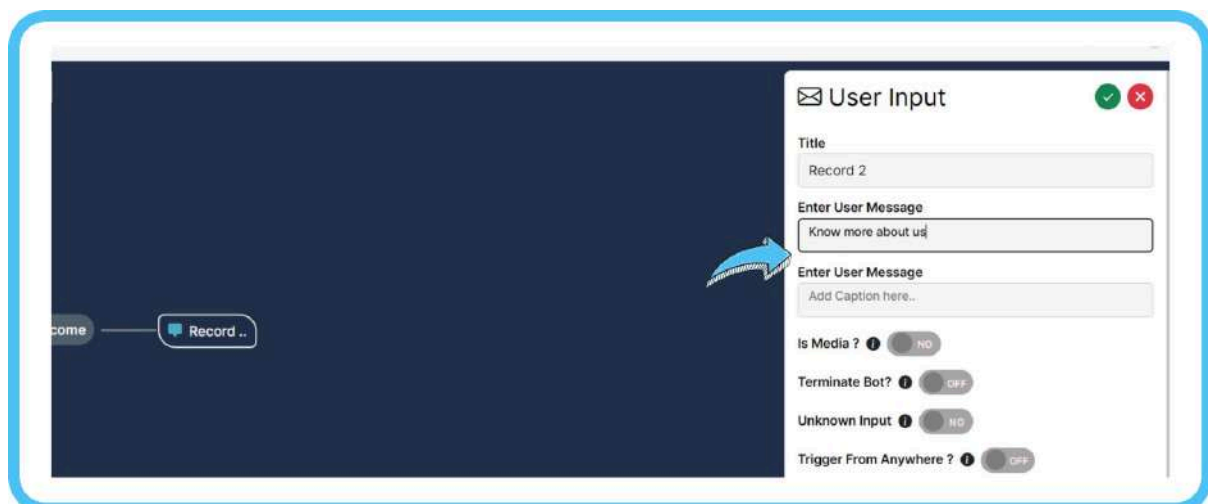 User Input
Title
Record 2
Enter User Message
Know more about us
Enter User Message
Add Caption here..
come
Record ..
Is Media ? NO
Terminate Bot? OFF
Unknown Input NO
Trigger From Anywhere ? OFF